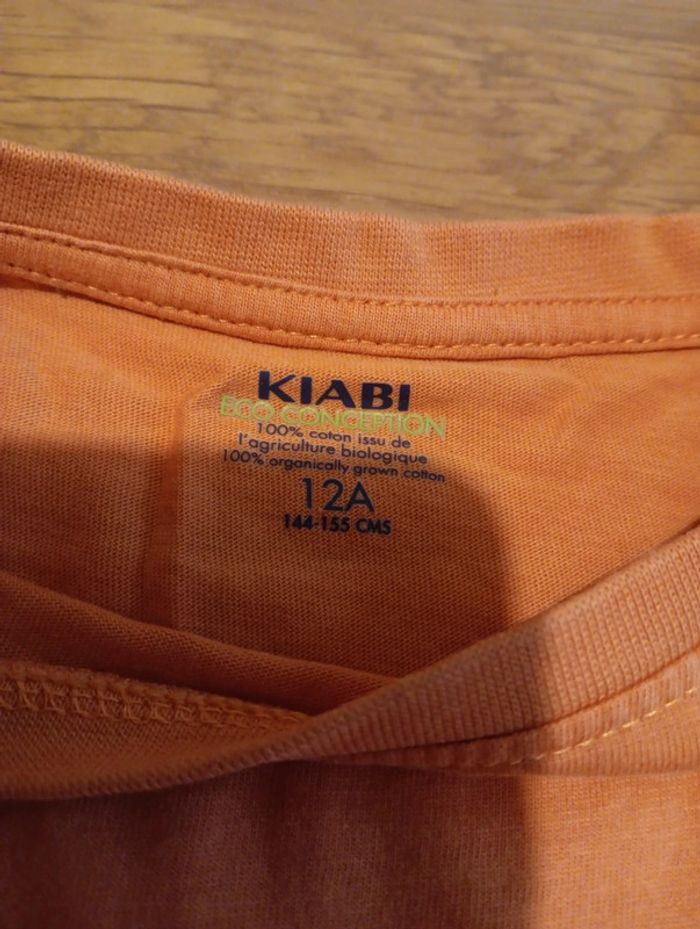 KIABI
ECO CONCEPTION
100% coton issu de
l'agriculture biologique
100% organically grown cotton
12A
144-155 CMS